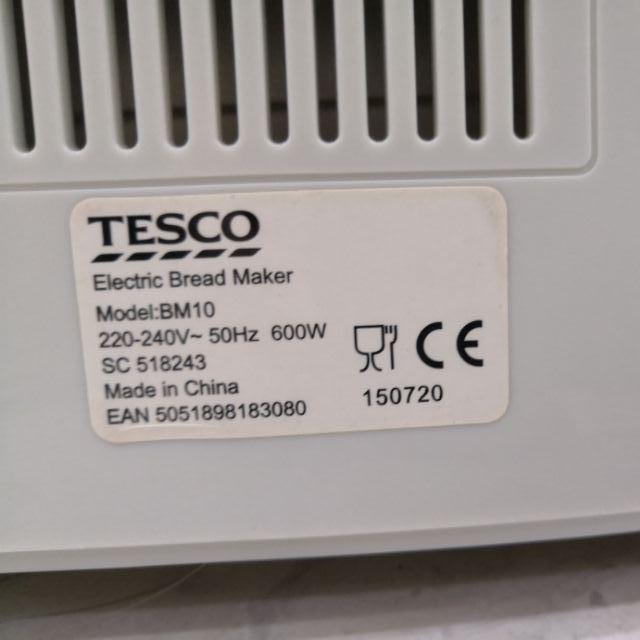 TESCO
Electric Bread Maker
Model:BM10
220-240V~ 50Hz 600W
SC 518243
Made in China
EAN 5051898183080
CE
150720